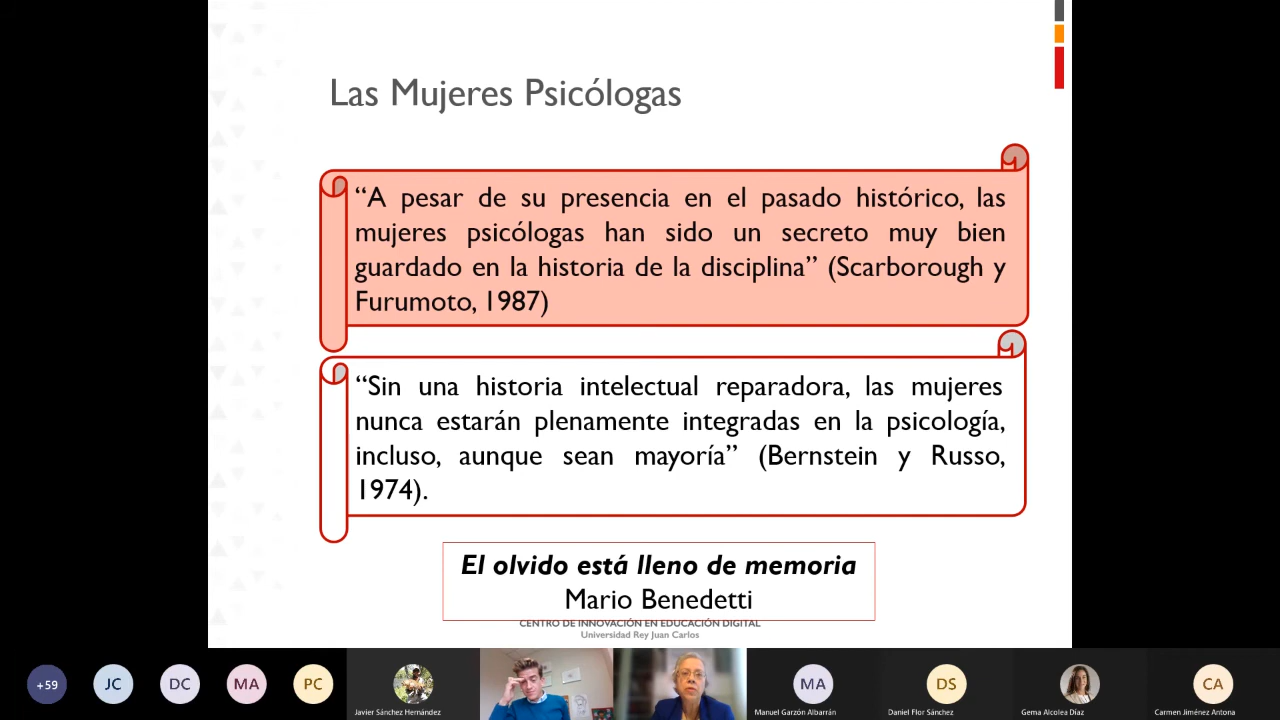 Las Mujeres Psicólogas
“A pesar de su presencia en el pasado histórico, las
mujeres psicólogas han sido un secreto muy bien
guardado en la historia de la disciplina” (Scarborough y
Furumoto, 1987)
“Sin una historia intelectual reparadora, las mujeres
nunca estarán plenamente integradas en la psicología,
incluso, aunque sean mayoría” (Bernstein y Russo,
1974).
El olvido está lleno de memoria
Mario Benedetti
CENTRO DE INNOVACIÓN EN EDUCACIÓN DIGITAL
Universidad Rey Juan Carlos
+59
JC
DC
MA
PC
Javier Sánchez Hernández
MA
Manuel Garzón Albarrán
DS
Daniel Flor Sánchez
Gema Alcolea Díaz
CA
Carmen Jiménez Antona